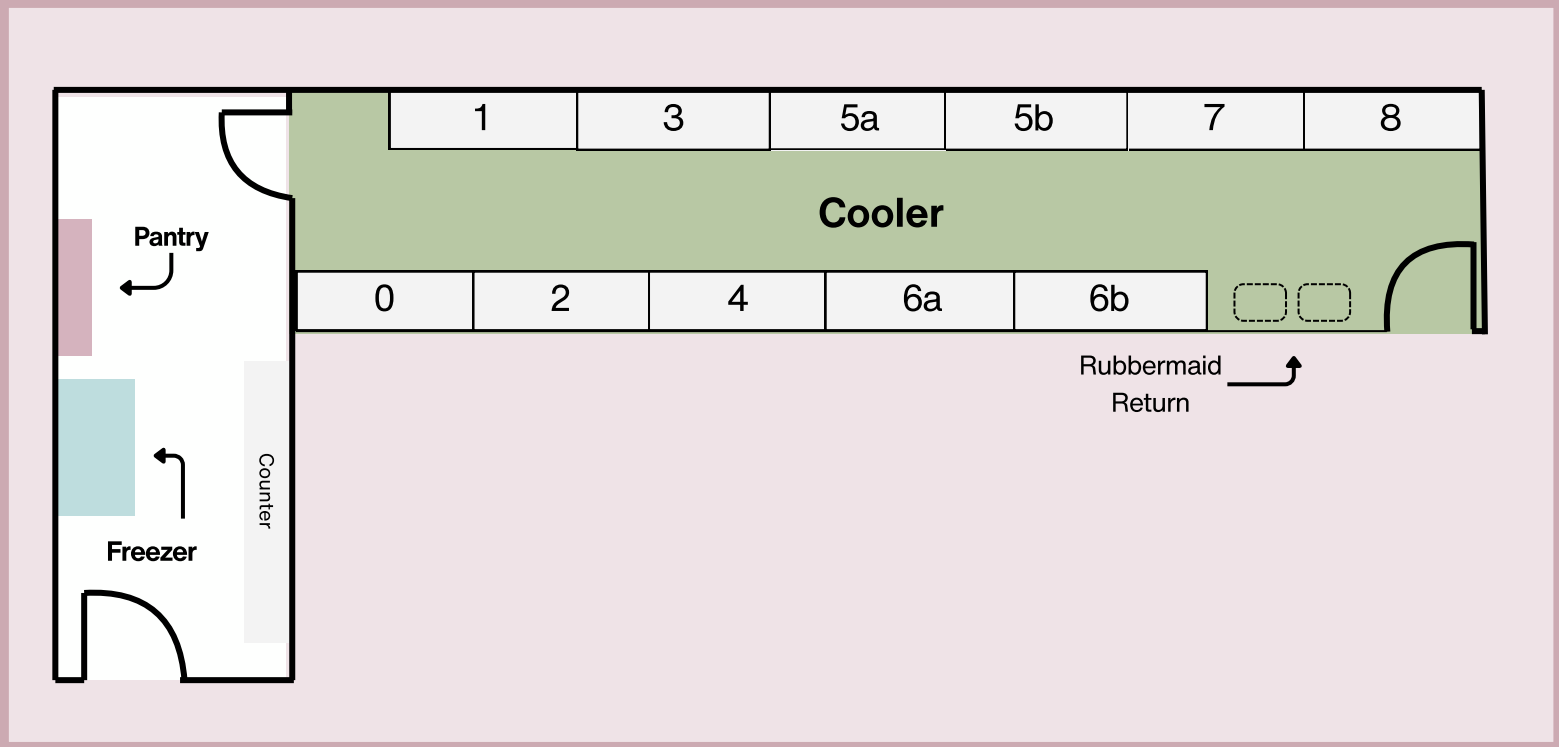 1
3
5a
5b
7
8
Cooler
Pantry
0
2
4
6a
6b
Rubbermaid
Return
Counter
Freezer